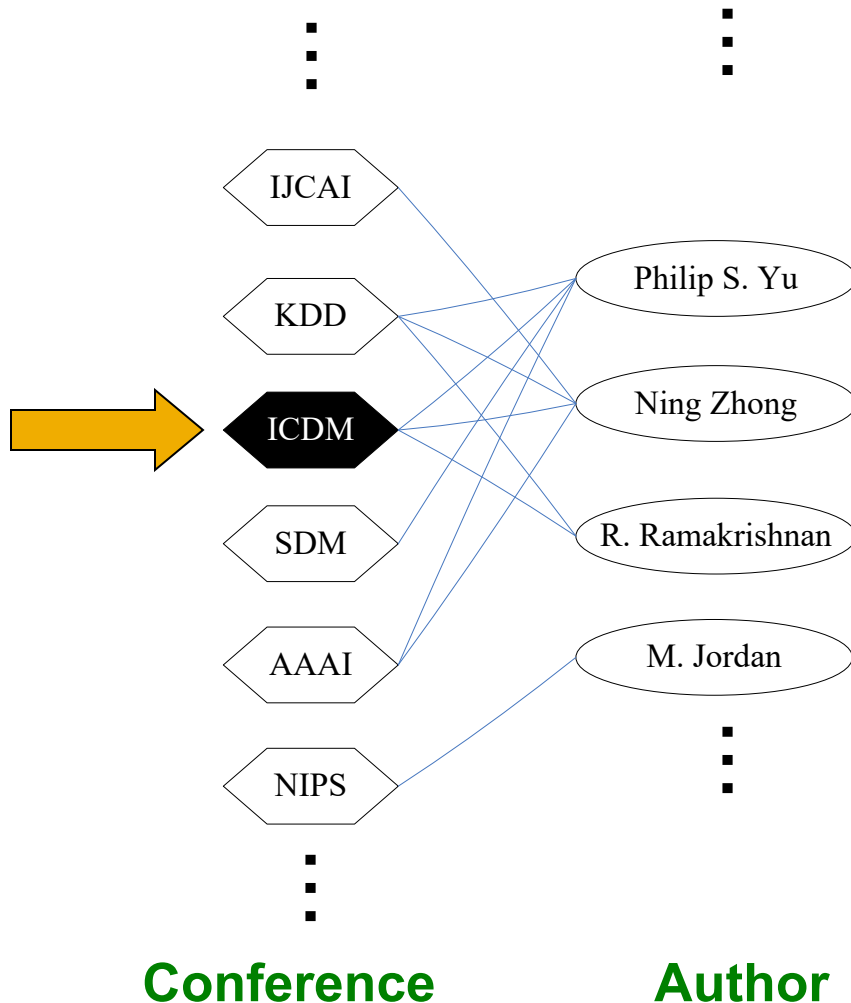 IJCAI
KDD
ICDM
SDM
AAAI
NIPS
Philip S. Yu
Ning Zhong
R. Ramakrishnan
M. Jordan
Conference
Author